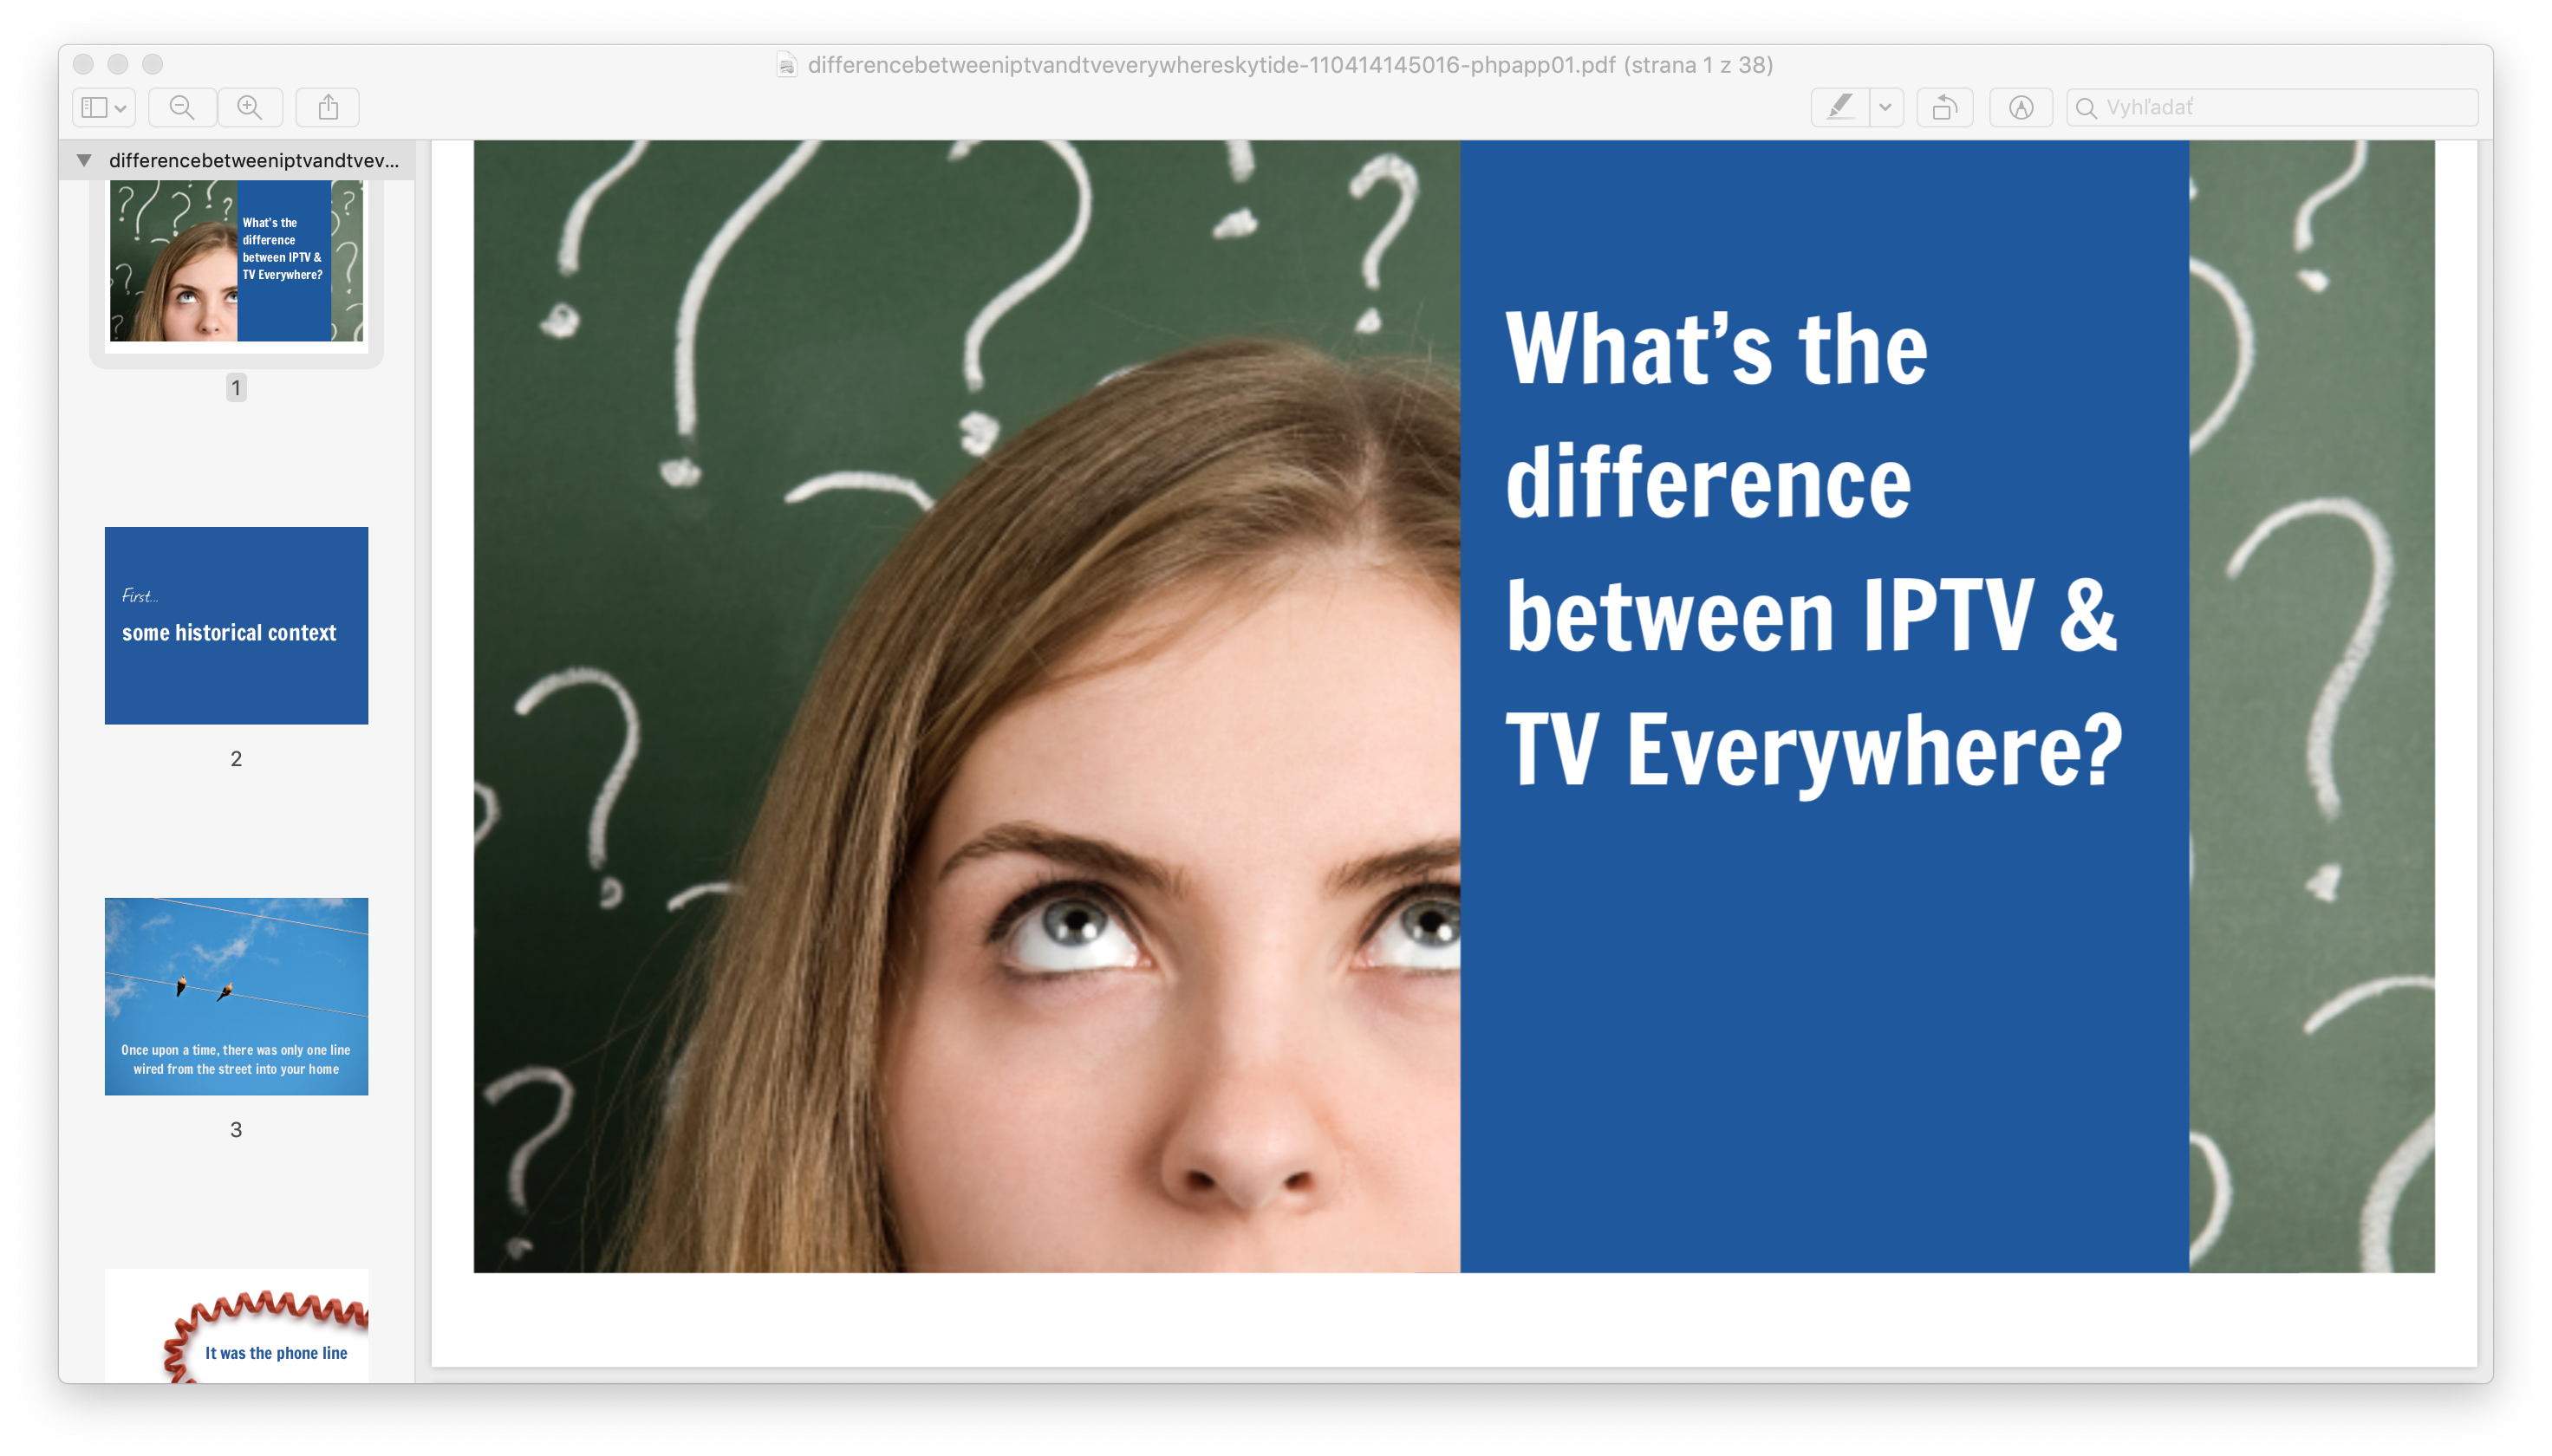 differencebetweeniptvandtveverywhereskytide-110414145016-phpapp01.pdf (strana 1 z 38)
Vyhľadať
differencebetweeniptvandtvev...
What's the
difference
between IPTV &
TV Everywhere?
1
First...
some historical context
2
Once upon a time, there was only one line
wired from the street into your home
3
It was the phone line
What’s the
difference
between IPTV &
TV Everywhere?